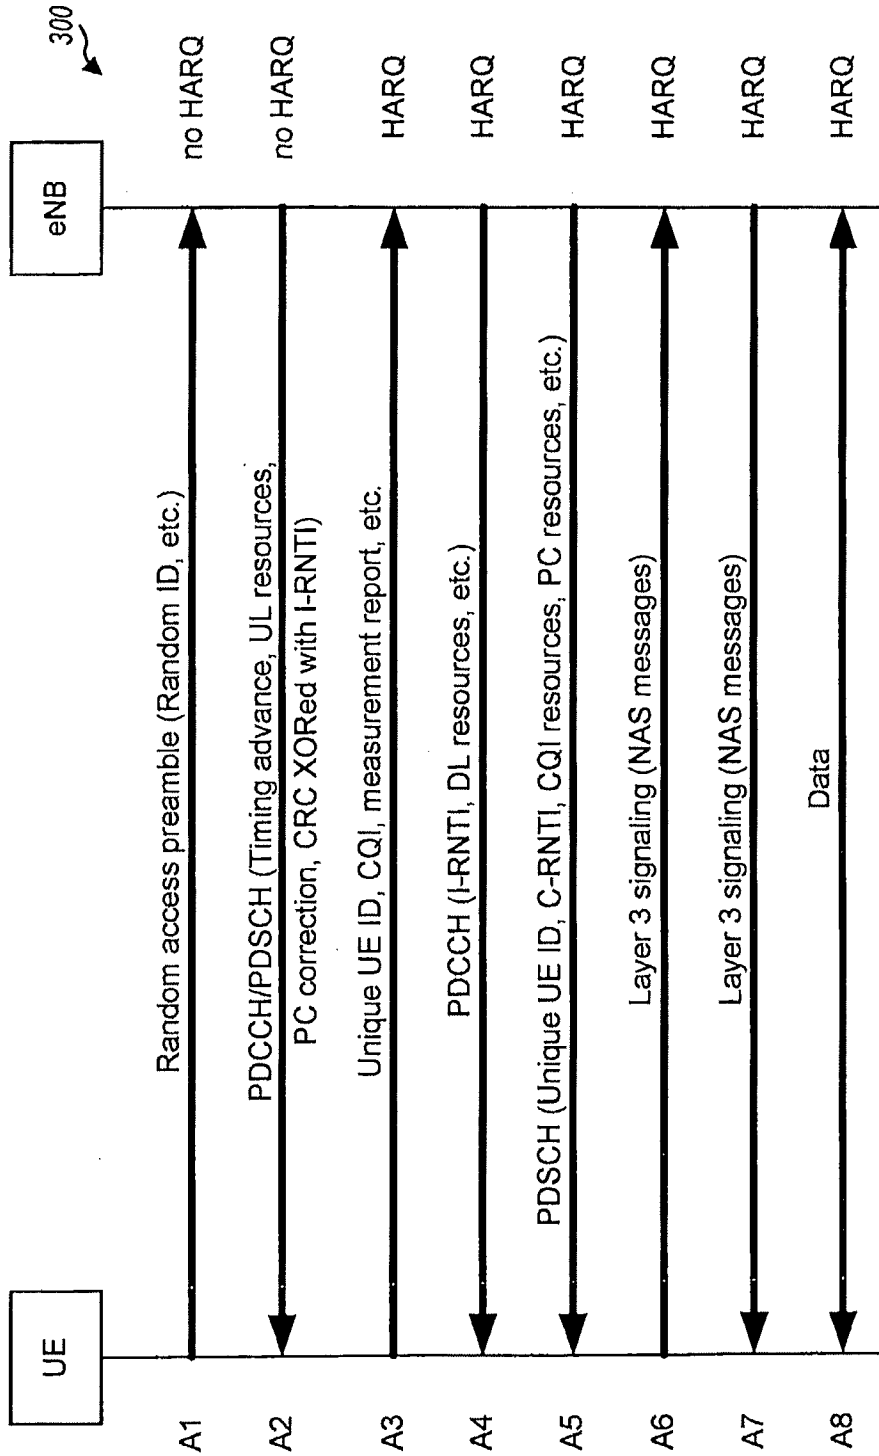 300
UE
eNB
A1
Random access preamble (Random ID, etc.)
no HARQ
A2
PDCCH/PDSCH (Timing advance, UL resources,
PC correction, CRC XORed with I-RNTI)
no HARQ
A3
Unique UE ID, CQI, measurement report, etc.
HARQ
A4
PDCCH (I-RNTI, DL resources, etc.)
HARQ
A5
PDSCH (Unique UE ID, C-RNTI, CQI resources, PC resources, etc.)
HARQ
A6
Layer 3 signaling (NAS messages)
HARQ
A7
Layer 3 signaling (NAS messages)
HARQ
A8
Data
HARQ